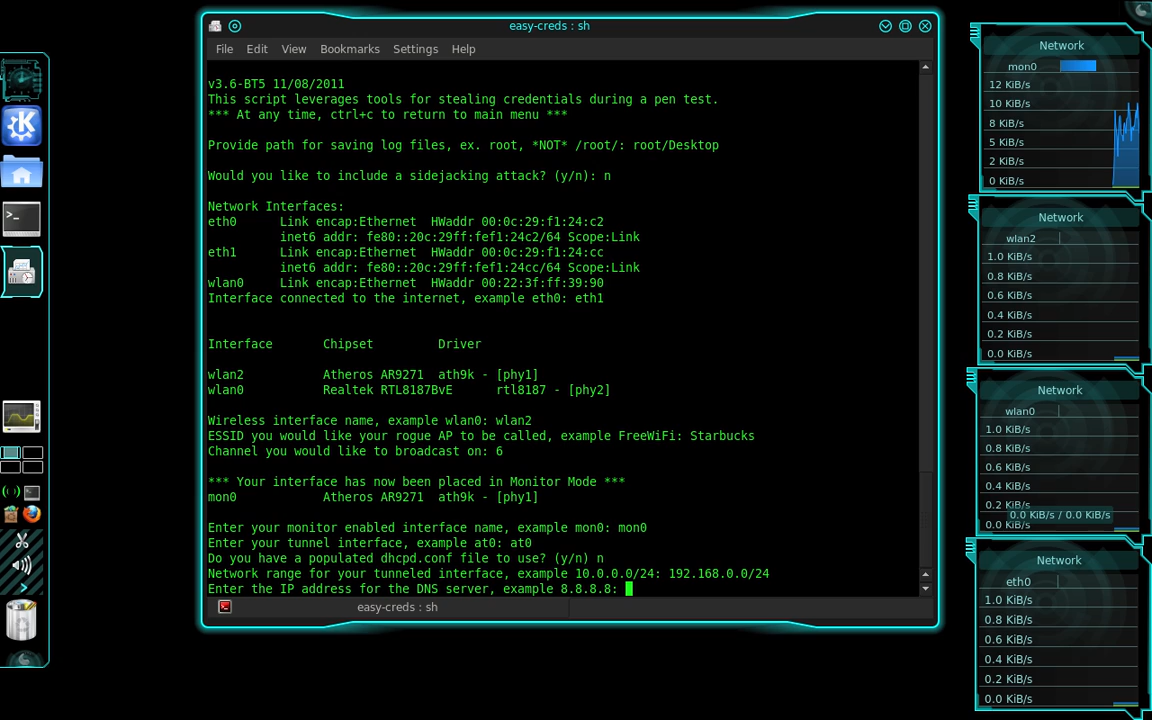 easy-creds : sh
File Edit View Bookmarks Settings Help
v3.6-BT5 11/08/2011
This script leverages tools for stealing credentials during a pen test.
*** At any time, ctrl+c to return to main menu ***
Provide path for saving log files, ex. root, *NOT* /root/: root/Desktop
Would you like to include a sidejacking attack? (y/n): n
Network Interfaces:
eth0 Link encap:Ethernet HWaddr 00:0c:29:f1:24:c2
inet6 addr: fe80::20c:29ff:fef1:24c2/64 Scope:Link
eth1 Link encap:Ethernet HWaddr 00:0c:29:f1:24:cc
inet6 addr: fe80::20c:29ff:fef1:24cc/64 Scope:Link
wlan0 Link encap:Ethernet HWaddr 00:22:3f:ff:39:90
Interface connected to the internet, example eth0: eth1
Interface Chipset Driver
wlan2 Atheros AR9271 ath9k - [phy1]
wlan0 Realtek RTL8187BvE rtl8187 - [phy2]
Wireless interface name, example wlan0: wlan2
ESSID you would like your rogue AP to be called, example FreeWiFi: Starbucks
Channel you would like to broadcast on: 6
*** Your interface has now been placed in Monitor Mode ***
mon0 Atheros AR9271 ath9k - [phy1]
Enter your monitor enabled interface name, example mon0: mon0
Enter your tunnel interface, example at0: at0
Do you have a populated dhcpd.conf file to use? (y/n) n
Network range for your tunneled interface, example 10.0.0.0/24: 192.168.0.0/24
Enter the IP address for the DNS server, example 8.8.8.8:
easy-creds : sh
Network
mon0
12 KiB/s
10 KiB/s
8 KiB/s
5 KiB/s
2 KiB/s
0 KiB/s
Network
wlan2
1.0 KiB/s
0.8 KiB/s
0.6 KiB/s
0.4 KiB/s
0.2 KiB/s
0.0 KiB/s
Network
wlan0
1.0 KiB/s
0.8 KiB/s
0.6 KiB/s
0.4 KiB/s
0.2 KiB/s
0.0 KiB/s / 0.0 KiB/s
0.0 KiB/s
Network
eth0
1.0 KiB/s
0.8 KiB/s
0.6 KiB/s
0.4 KiB/s
0.2 KiB/s
0.0 KiB/s